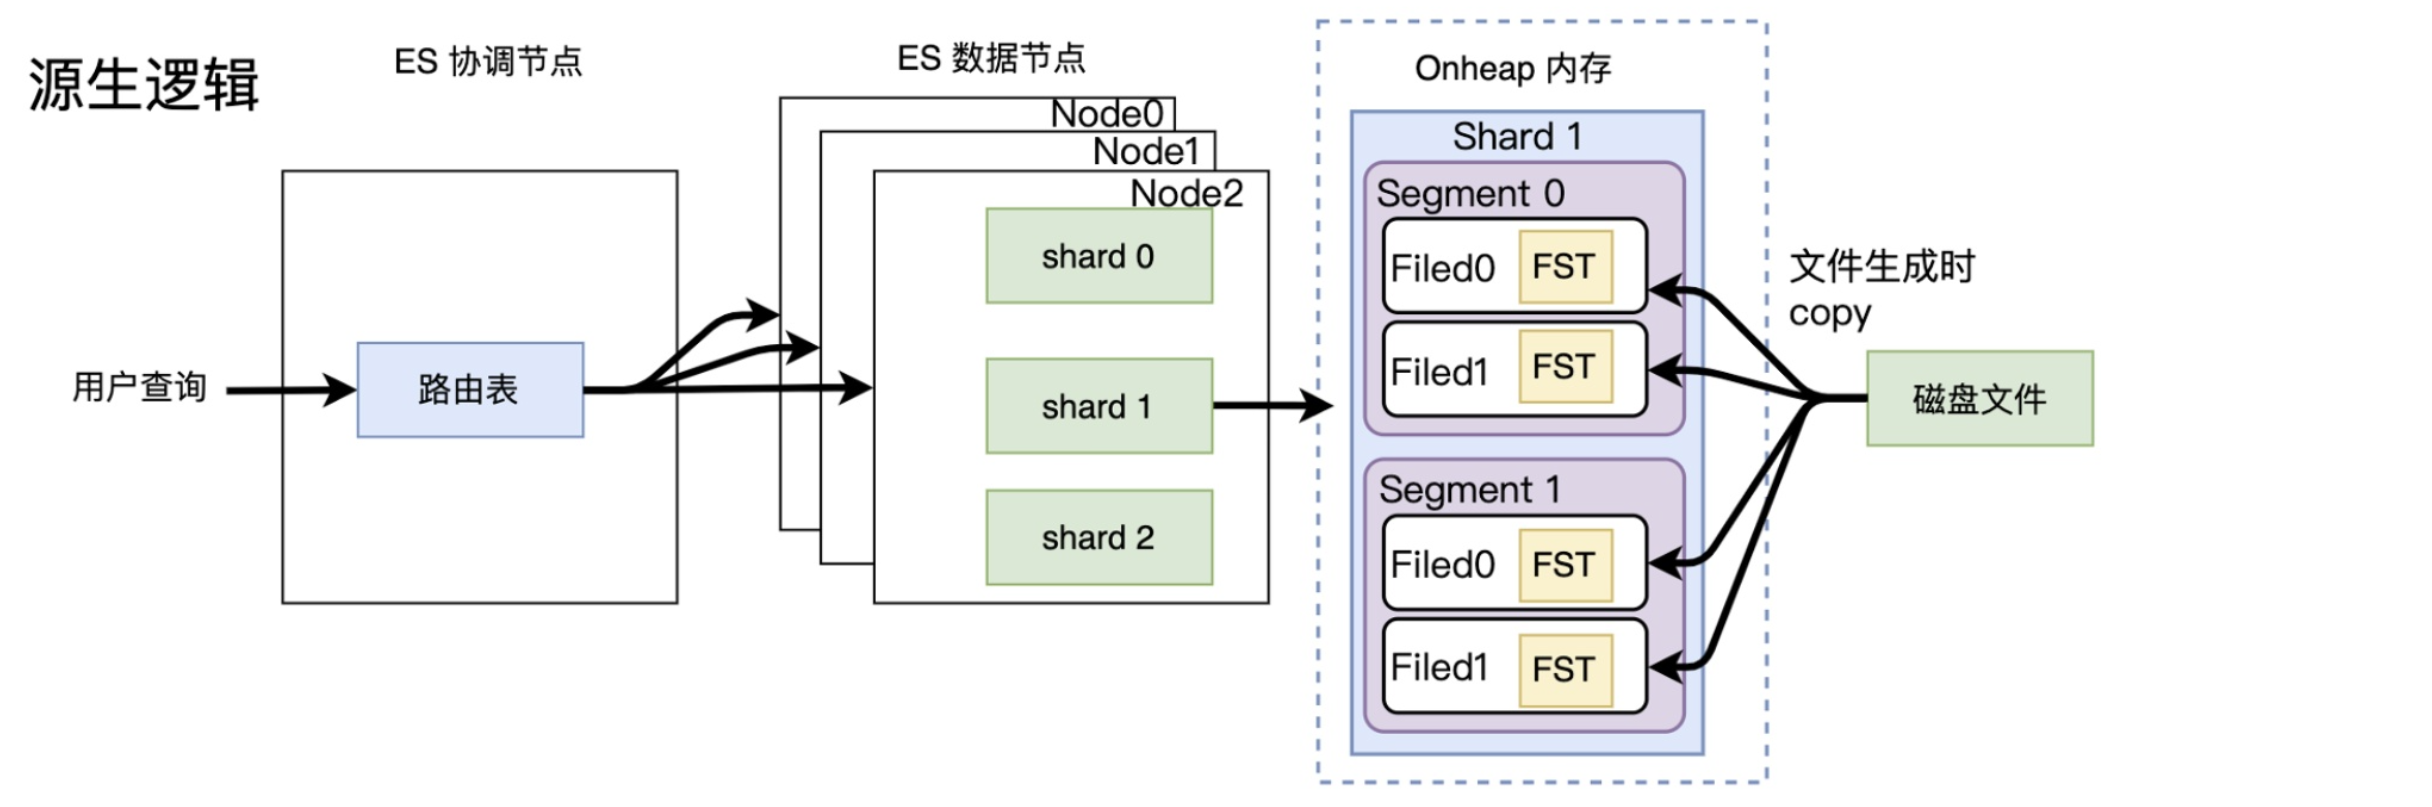 源生逻辑
ES 协调节点
用户查询
路由表
ES 数据节点
Node0
Node1
Node2
shard 0
shard 1
shard 2
Onheap 内存
Shard 1
Segment 0
Filed0 FST
Filed1 FST
Segment 1
Filed0 FST
Filed1 FST
文件生成时
copy
磁盘文件